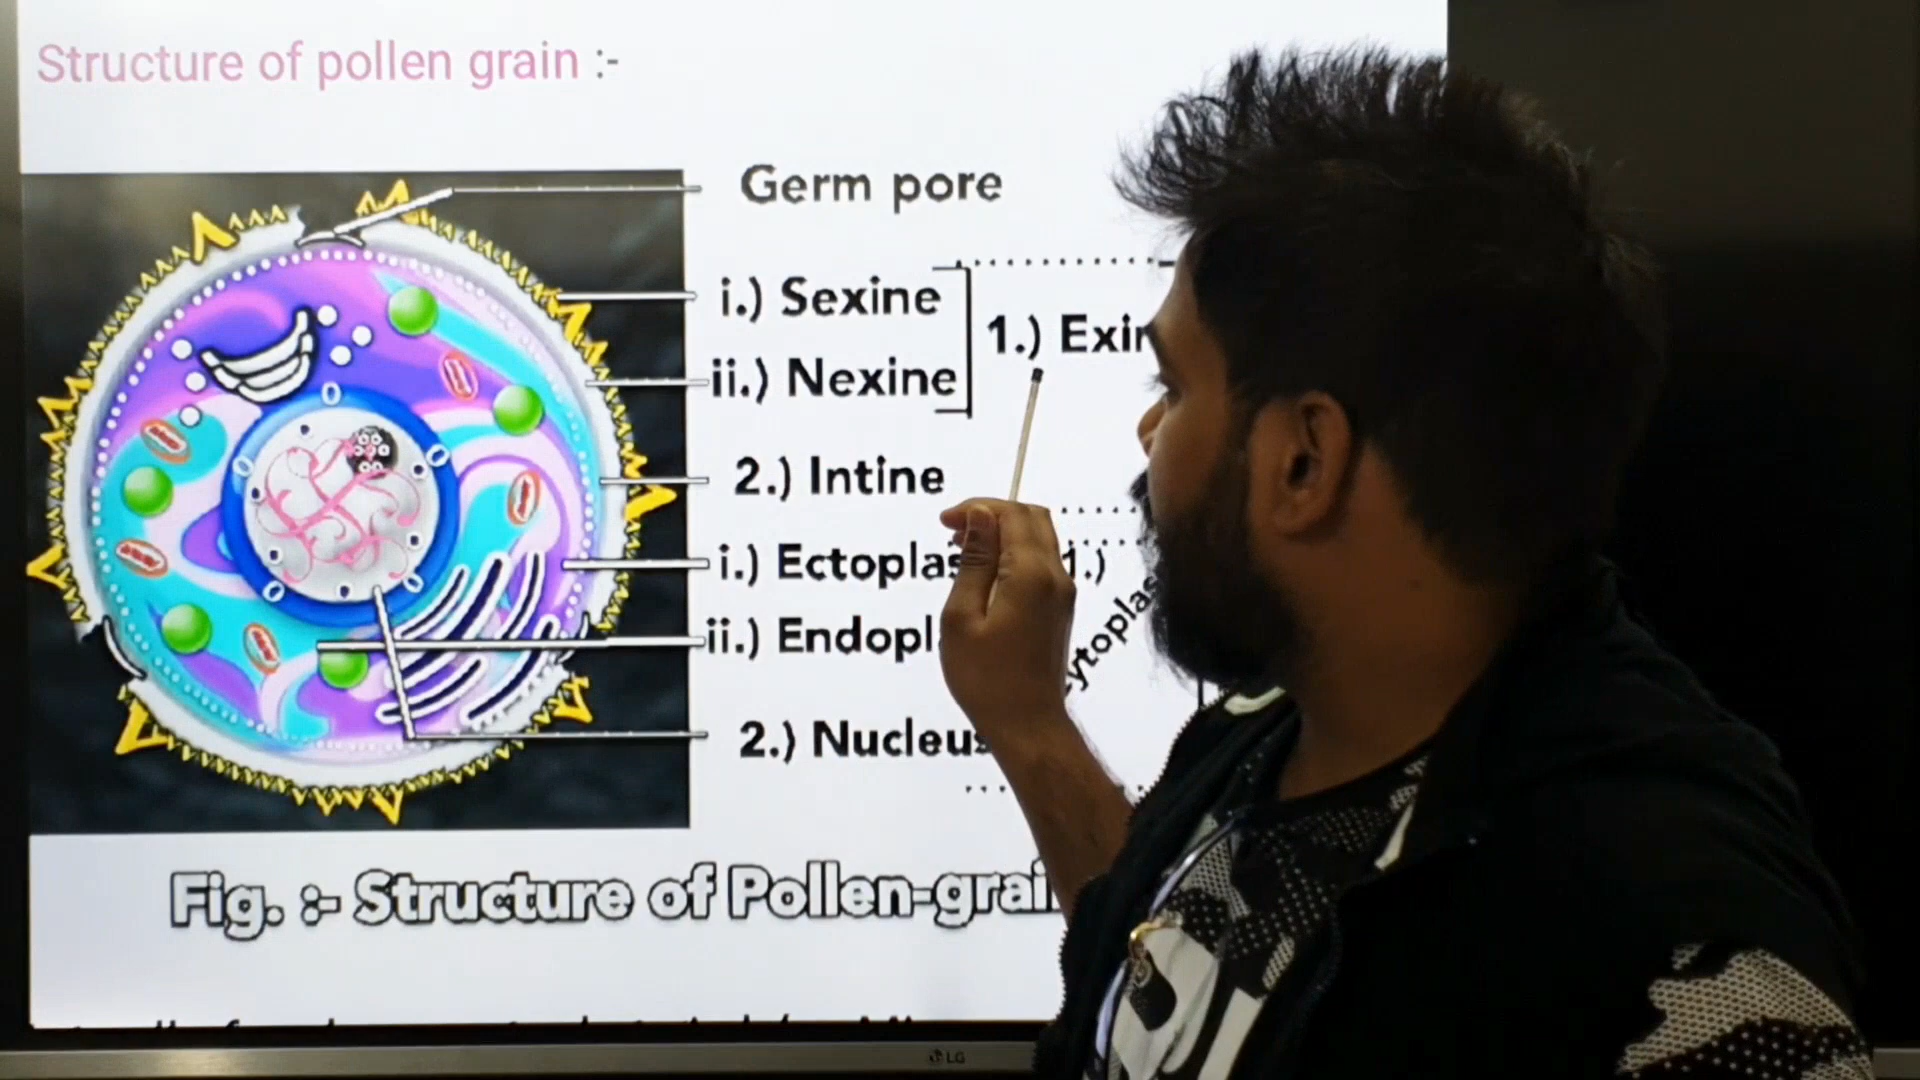 Structure of pollen grain :-
Germ pore
i.) Sexine
1.) Exin
ii.) Nexine
2.) Intine
i.) Ectoplas
1.)
ytoplas
ii.) Endopl
2.) Nucleus
Fig. :- Structure of Pollen-grai
LG